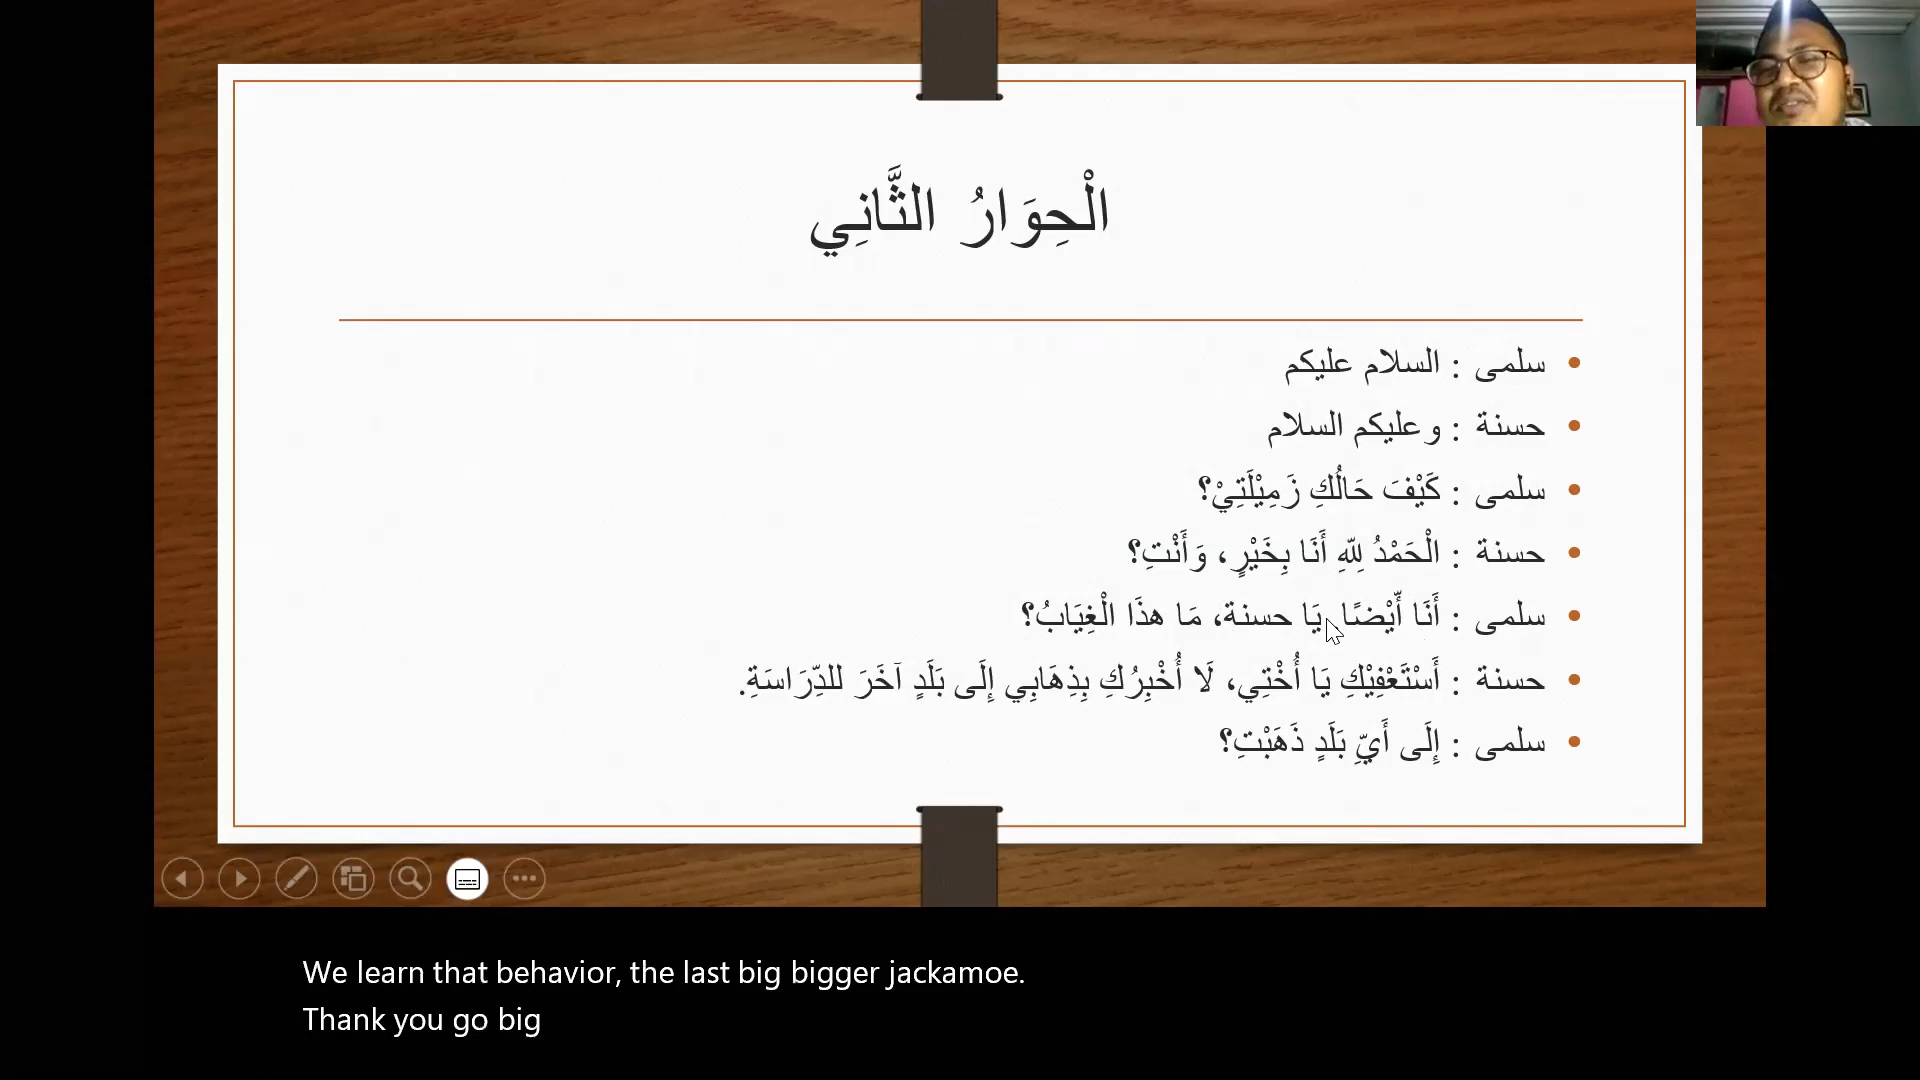 الْحِوَارُ الثَّانِي
• سلمى : السلام عليكم
• حسنة : وعليكم السلام
• سلمى : كَيْفَ حَالُكِ زَمِيْلَتِيْ؟
• حسنة : الْحَمْدُ لِلّهِ أَنَا بِخَيْرٍ، وَأَنْتِ؟
• سلمى : أَنَا أَيْضًا يَا حسنة، مَا هذَا الْغِيَابُ؟
• حسنة : أَسْتَعْفِيْكِ يَا أُخْتِي، لَا أُخْبِرُكِ بِذِهَابِي إِلَى بَلَدٍ آخَرَ للدِّرَاسَةِ.
• سلمى : إِلَى أَيِّ بَلَدٍ ذَهَبْتِ؟
We learn that behavior, the last big bigger jackamoe.
Thank you go big